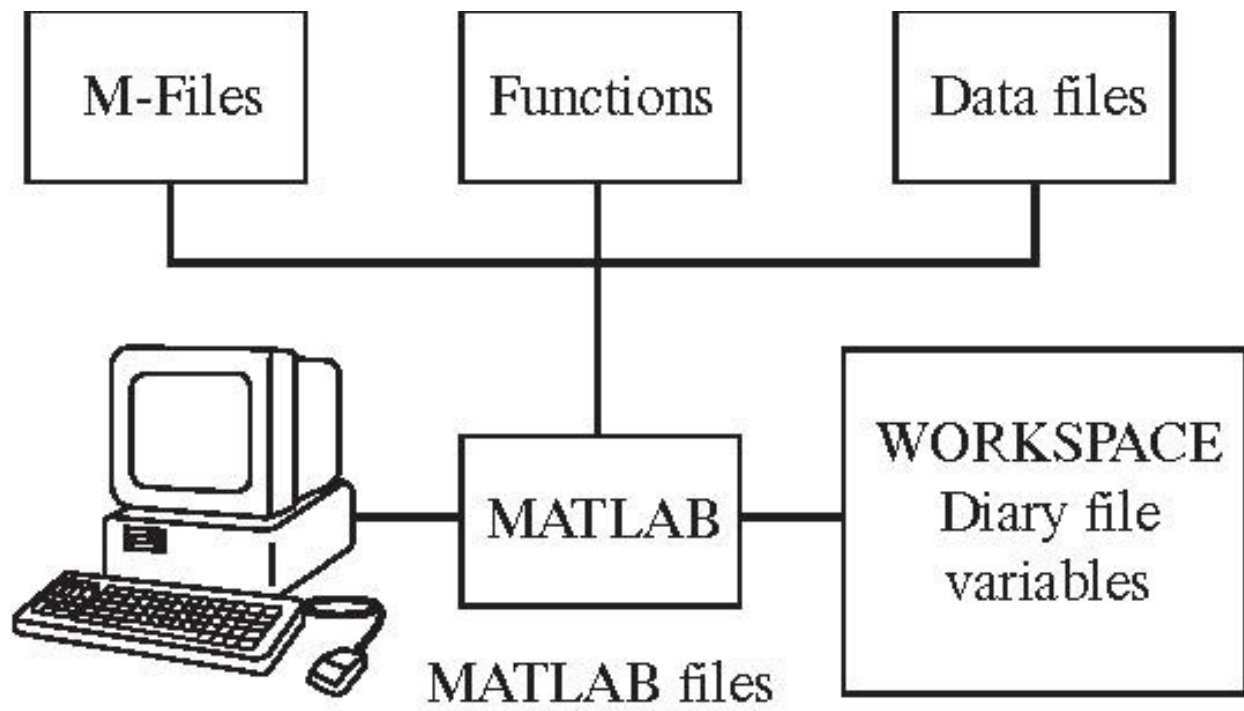 M-Files
Functions
Data files
MATLAB
WORKSPACE
Diary file
variables
MATLAB files